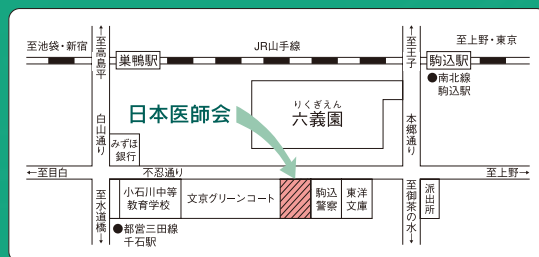 至池袋・新宿
至高島平
JR山手線
至王子
至上野・東京
巣鴨駅
駒込駅
●南北線
駒込駅
りくぎえん
六義園
日本医師会
白山通り
本郷通り
みずほ
銀行
←至目白
不忍通り
至上野→
至水道橋
小石川中等
教育学校
文京グリーンコート
駒込
警察
東洋
文庫
至御茶の水
派出所
●都営三田線
千石駅